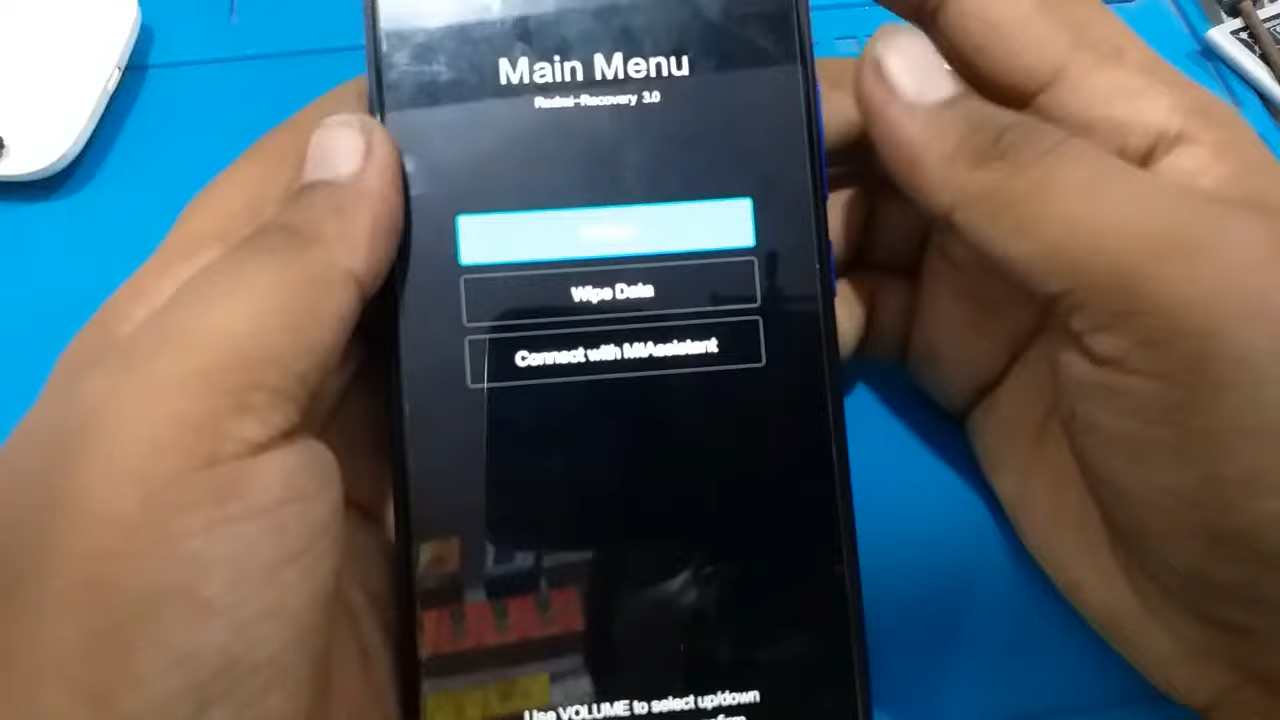 Main Menu
Redmi-Recovery 3.0
Wipe Data
Connect with MIAssistant
Use VOLUME to select up/down